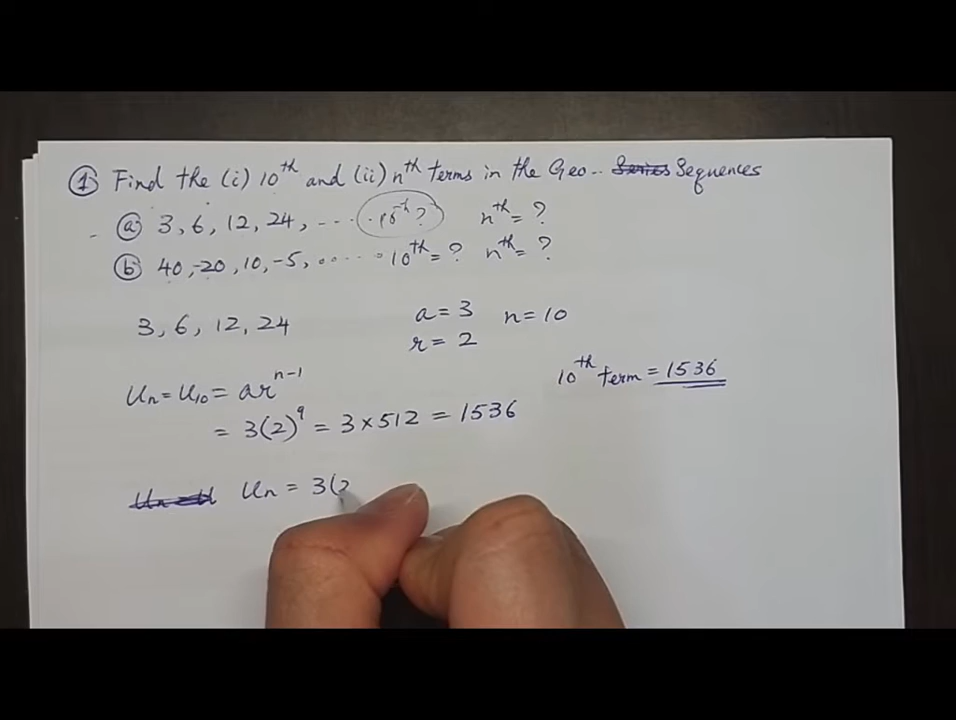 ① Find the (i) 10th and (ii) nth terms in the Geo.. Series Sequences
ⓐ 3, 6, 12, 24, ..... 10th? nth = ?
ⓑ 40, -20, 10, -5, ...... 10th = ? nth = ?
3, 6, 12, 24
a = 3 n = 10
r = 2
Un = U10 = ar^(n-1)
10th term = 1536
= 3(2)^9 = 3 × 512 = 1536
Un = U Un = 3(2